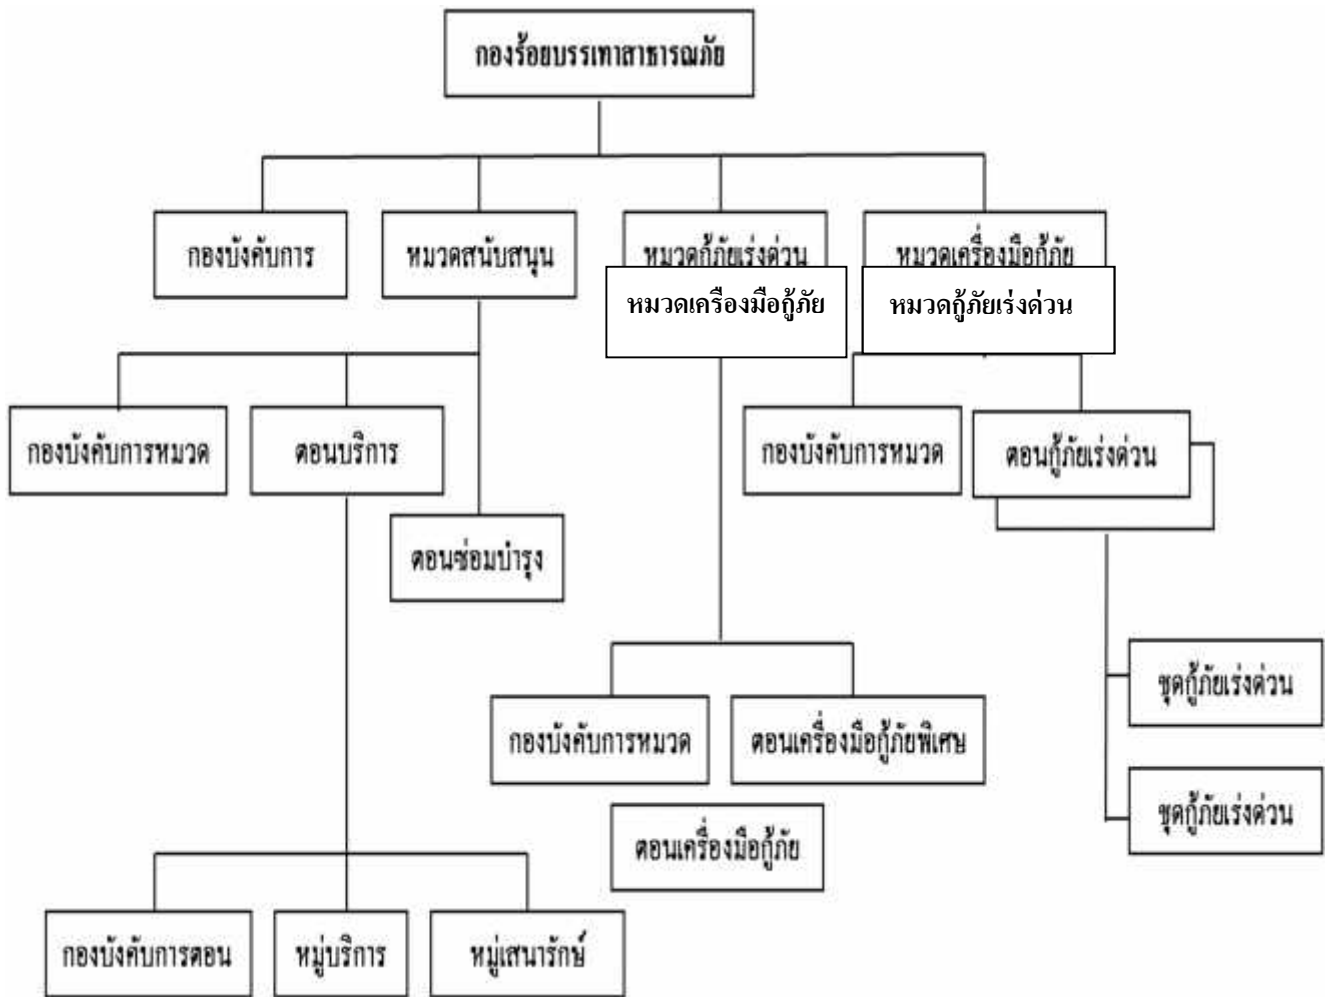 กองร้อยบรรเทาสาธารณภัย
กองบังคับการ
หมวดสนับสนุน
หมวดกู้ภัยเร่งด่วน
หมวดเครื่องมือกู้ภัย
หมวดเครืองมือกู้ภัย
หมวดกู้ภัยเร่งด่วน
กองบังคับการหมวด
ตอนบริการ
กองบังคับการหมวด
ตอนกู้ภัยเร่งด่วน
ตอนซ่อมบำรุง
ชุดกู้ภัยเร่งด่วน
กองบังคับการหมวด
ตอนเครื่องมือกู้ภัยพิเศษ
ชุดกู้ภัยเร่งด่วน
ตอนเครื่องมือกู้ภัย
กองบังคับการตอน
หมู่บริการ
หมู่เสนารักษ์